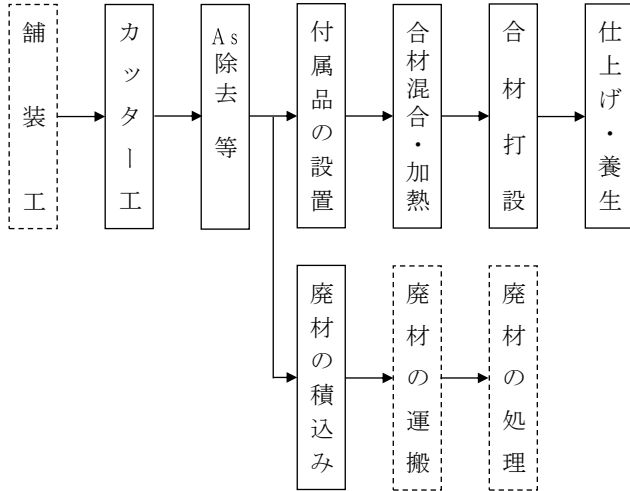 舗装工
カッター工
As除去等
付属品の設置
合材混合・加熱
合材打設
仕上げ・養生
廃材の積込み
廃材の運搬
廃材の処理